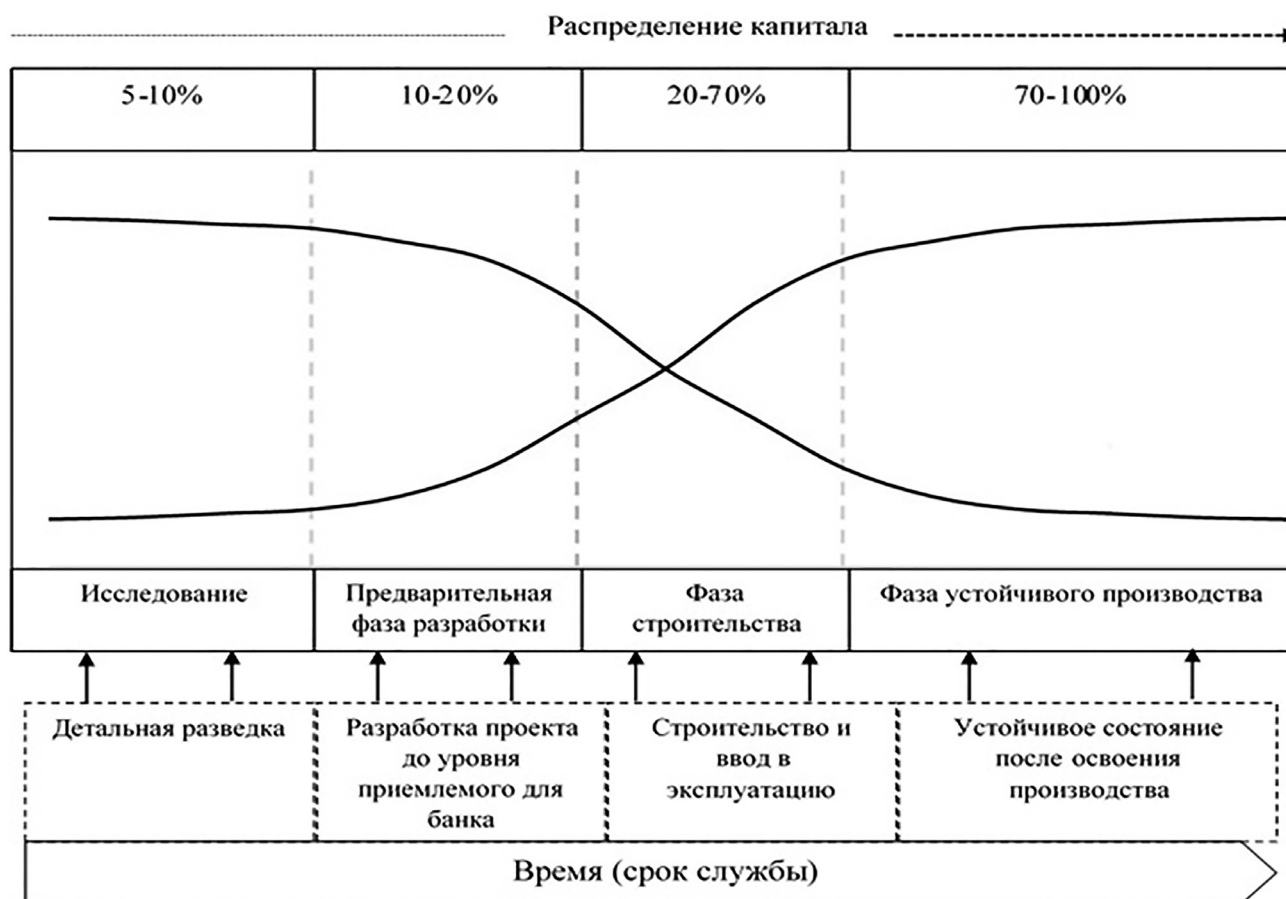 Распределение капитала
5-10%
10-20%
20-70%
70-100%
Исследование
Предварительная
фаза разработки
Фаза
строительства
Фаза устойчивого производства
Детальная разведка
Разработка проекта
до уровня
приемлемого для
банка
Строительство и
ввод в
эксплуатацию
Устойчивое состояние
после освоения
производства
Время (срок службы)